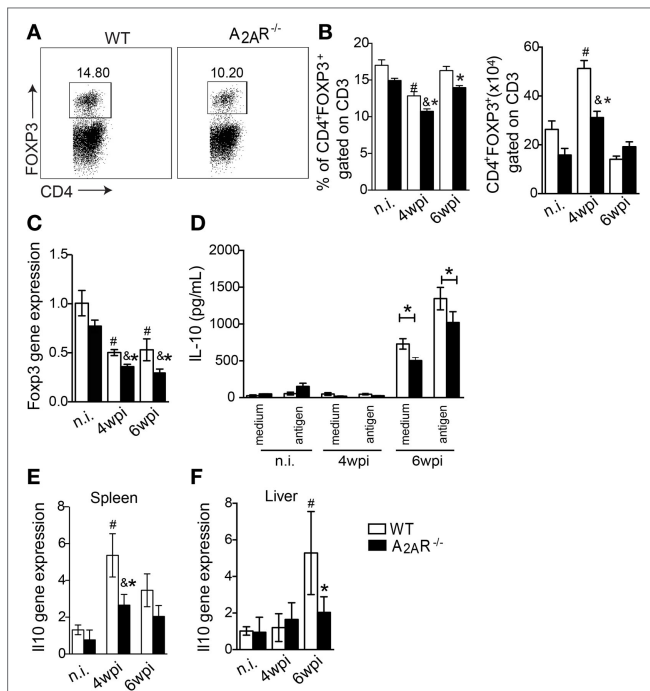 A
WT
A2AR-/-
14.80
10.20
FOXP3
CD4
B
% of CD4+FOXP3+
gated on CD3
20
15
10
5
0
#
&*
*
n.i.
4wpi
6wpi
CD4+FOXP3+(x10⁴)
gated on CD3
60
40
20
0
#
&*
n.i.
4wpi
6wpi
C
Foxp3 gene expression
1.5
1.0
0.5
0.0
#
&*
#
&*
n.i.
4wpi
6wpi
D
IL-10 (pg/mL)
2000
1500
1000
500
0
*
*
medium
antigen
medium
antigen
medium
antigen
n.i.
4wpi
6wpi
E
Spleen
Il10 gene expression
8
6
4
2
0
#
&*
n.i.
4wpi
6wpi
F
Liver
Il10 gene expression
8
6
4
2
0
#
*
n.i.
4wpi
6wpi
WT
A2AR-/-